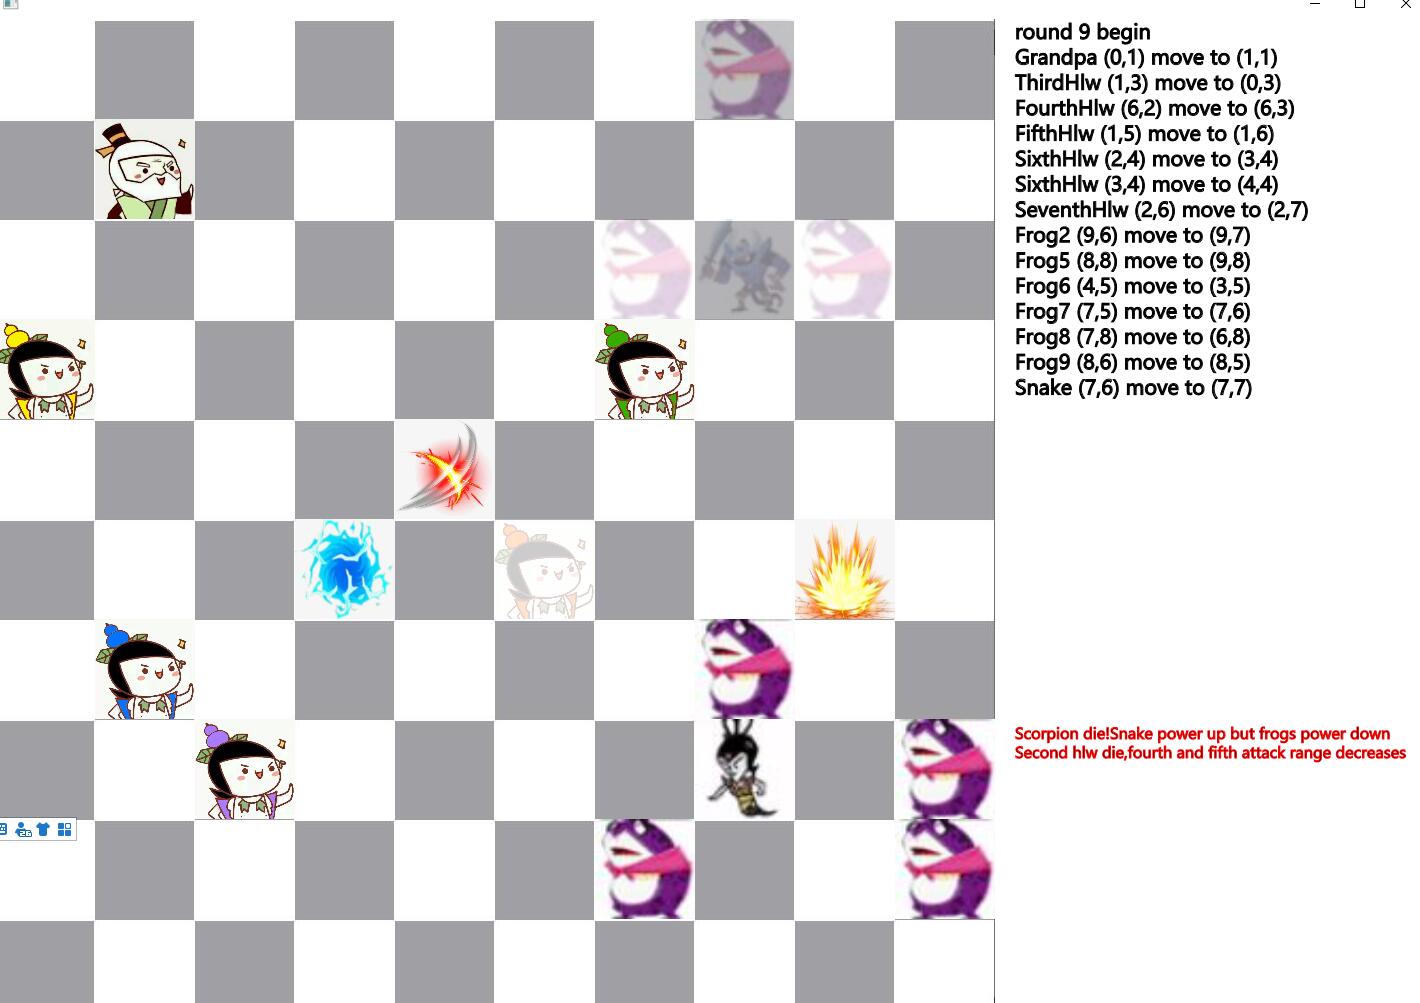 round 9 begin
Grandpa (0,1) move to (1,1)
ThirdHlw (1,3) move to (0,3)
FourthHlw (6,2) move to (6,3)
FifthHlw (1,5) move to (1,6)
SixthHlw (2,4) move to (3,4)
SixthHlw (3,4) move to (4,4)
SeventhHlw (2,6) move to (2,7)
Frog2 (9,6) move to (9,7)
Frog5 (8,8) move to (9,8)
Frog6 (4,5) move to (3,5)
Frog7 (7,5) move to (7,6)
Frog8 (7,8) move to (6,8)
Frog9 (8,6) move to (8,5)
Snake (7,6) move to (7,7)
Scorpion die!Snake power up but frogs power down
Second hlw die,fourth and fifth attack range decreases